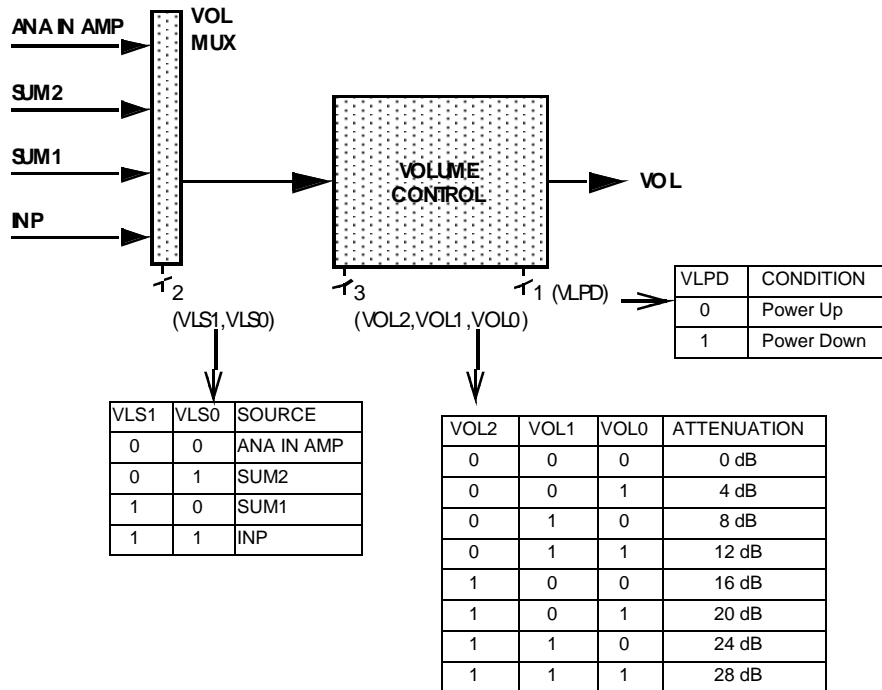 ANA IN AMP
VOL
MUX
SUM2
SUM1
INP
VOLUME
CONTROL
VOL
2
(VLS1,VLS0)
3
(VOL2,VOL1,VOL0)
1 (VLPD)
VLPD CONDITION
0 Power Up
1 Power Down
VLS1 VLS0 SOURCE
0 0 ANA IN AMP
0 1 SUM2
1 0 SUM1
1 1 INP
VOL2 VOL1 VOL0 ATTENUATION
0 0 0 0 dB
0 0 1 4 dB
0 1 0 8 dB
0 1 1 12 dB
1 0 0 16 dB
1 0 1 20 dB
1 1 0 24 dB
1 1 1 28 dB